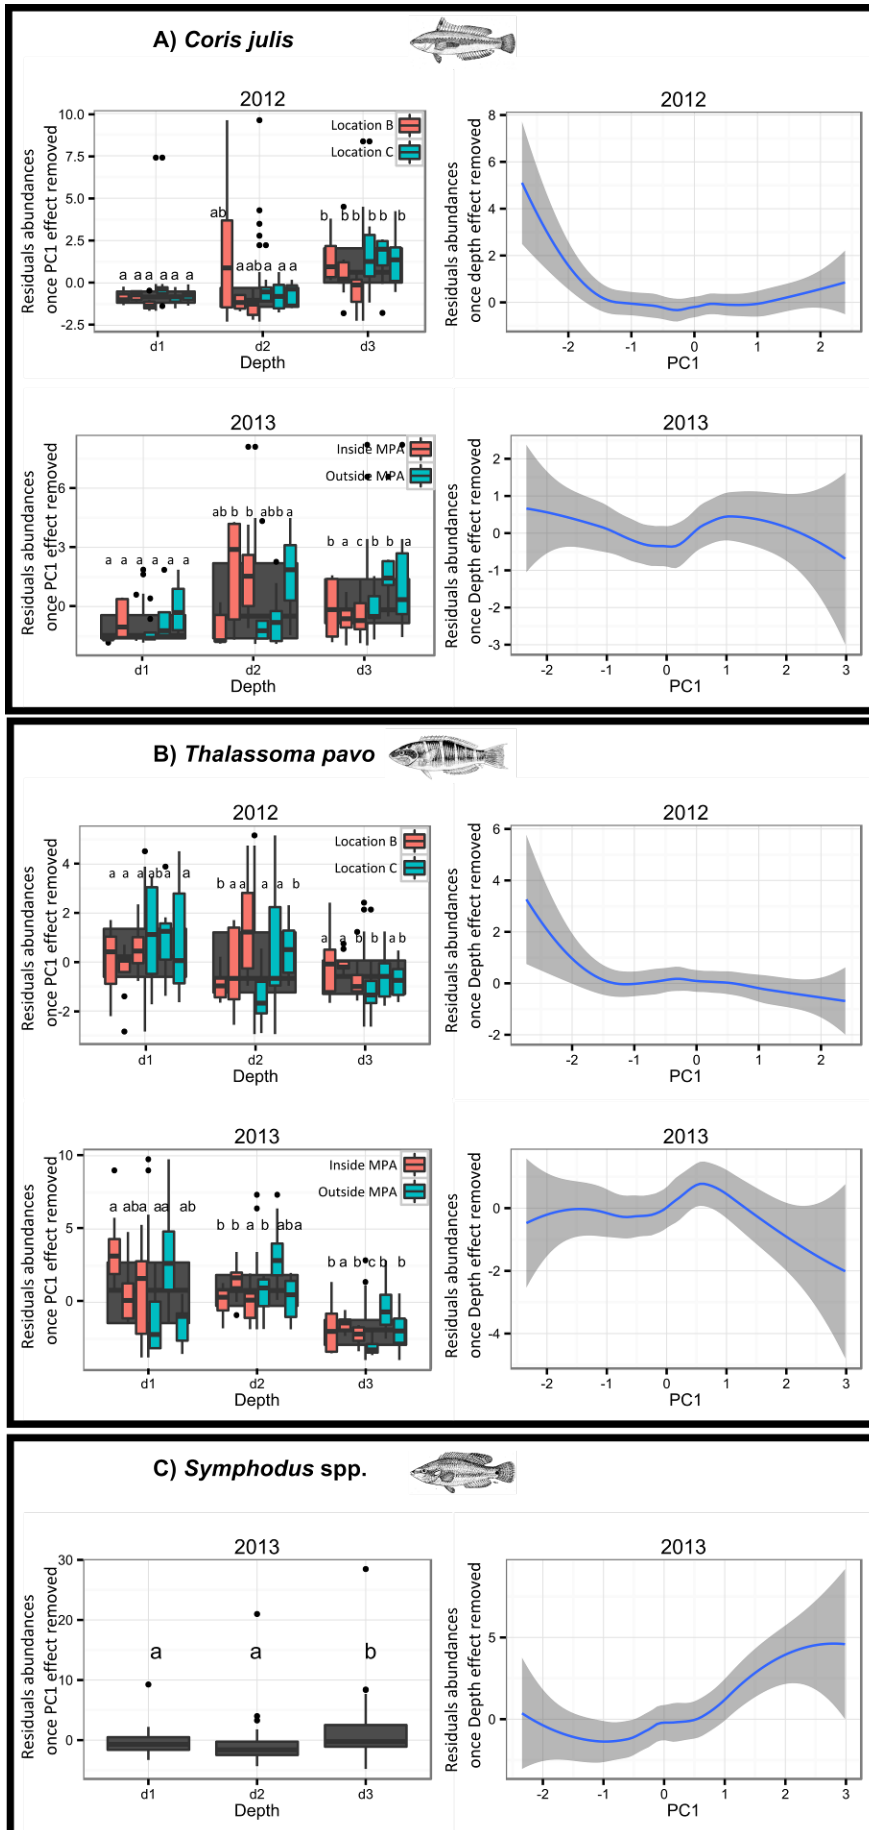 A) Coris julis
2012
Residuals abundances
once PC1 effect removed
10.0
7.5
5.0
2.5
0.0
-2.5
Location B
Location C
a a a a a a
ab a a b a a a
b b b b b b
d1 d2 d3
Depth
2012
Residuals abundances
once depth effect removed
8
6
4
2
0
-2 -1 0 1 2
PC1
2013
Residuals abundances
once PC1 effect removed
6
3
0
Inside MPA
Outside MPA
a a a a a a
ab b b abb a
b a c b b a
d1 d2 d3
Depth
2013
Residuals abundances
once Depth effect removed
2
1
0
-1
-2
-3
-2 -1 0 1 2 3
PC1
B) Thalassoma pavo
2012
Residuals abundances
once PC1 effect removed
4
2
0
-2
Location B
Location C
a a a aba a
b a a a a b
a a b b a b
d1 d2 d3
Depth
2012
Residuals abundances
once Depth effect removed
6
4
2
0
-2
-2 -1 0 1 2
PC1
2013
Residuals abundances
once PC1 effect removed
10
5
0
Inside MPA
Outside MPA
a aba aa ab
b b a b aba
b a b c b b
d1 d2 d3
Depth
2013
Residuals abundances
once Depth effect removed
0
-2
-4
-2 -1 0 1 2 3
PC1
C) Symphodus spp.
2013
Residuals abundances
once PC1 effect removed
30
20
10
0
a a b
d1 d2 d3
Depth
2013
Residuals abundances
once Depth effect removed
5
0
-2 -1 0 1 2 3
PC1